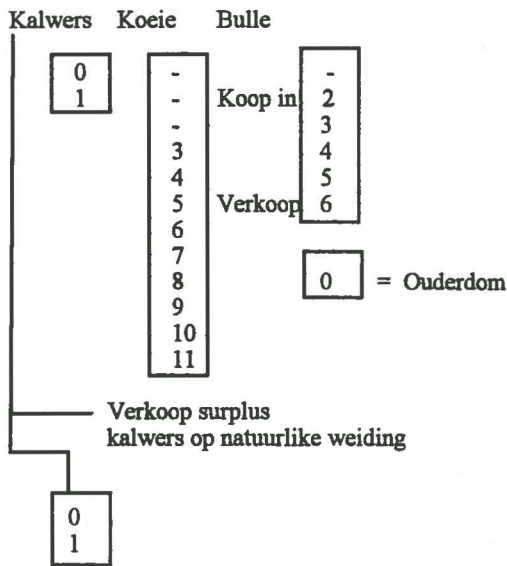 Kalwers Koeie Bulle
0 - -
1 - Koop in 2
- 3
3 4
4 5
5 Verkoop 6
6
7
8 0 = Ouderdom
9
10
11
Verkoop surplus
kalwers op natuurlike weiding
0
1